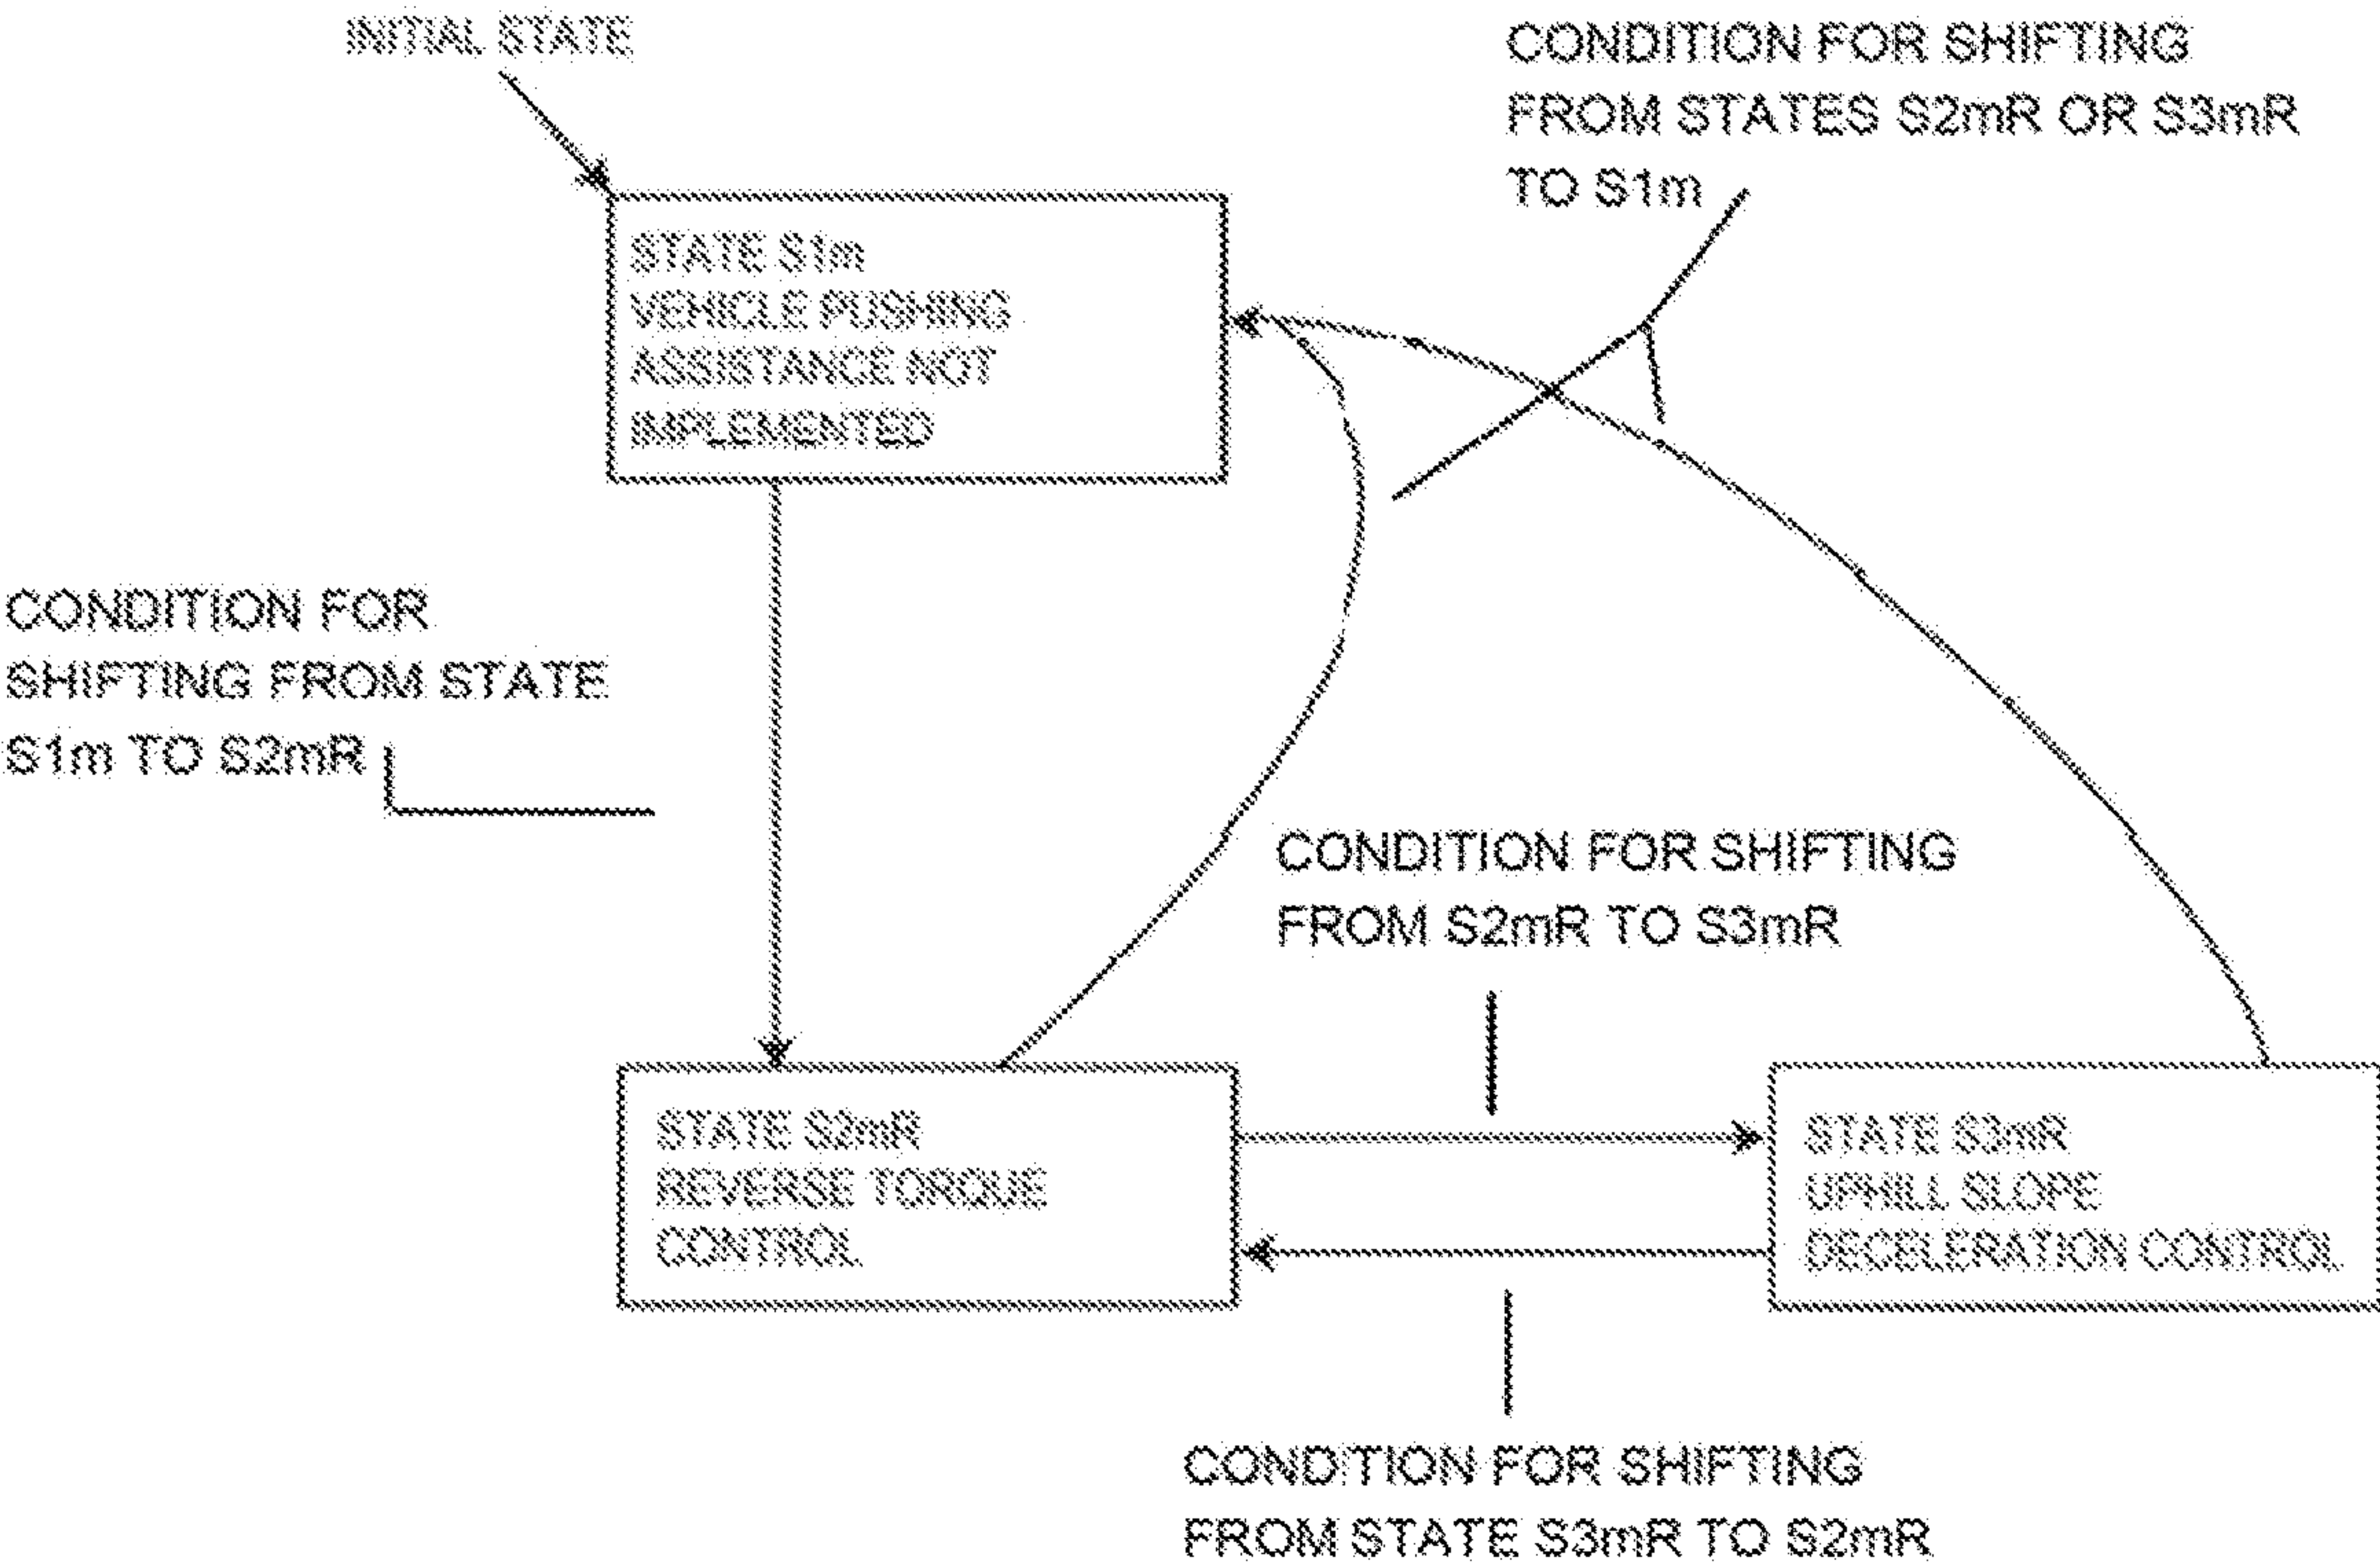 INITIAL STATE
CONDITION FOR SHIFTING
FROM STATES S2mR OR S3mR
TO S1m
STATE S1m
VEHICLE PUSHING
ASSISTANCE NOT
IMPLEMENTED
CONDITION FOR
SHIFTING FROM STATE
S1m TO S2mR
CONDITION FOR SHIFTING
FROM S2mR TO S3mR
STATE S2mR
REVERSE TORQUE
CONTROL
STATE S3mR
UPHILL SLOPE
DECELERATION CONTROL
CONDITION FOR SHIFTING
FROM STATE S3mR TO S2mR